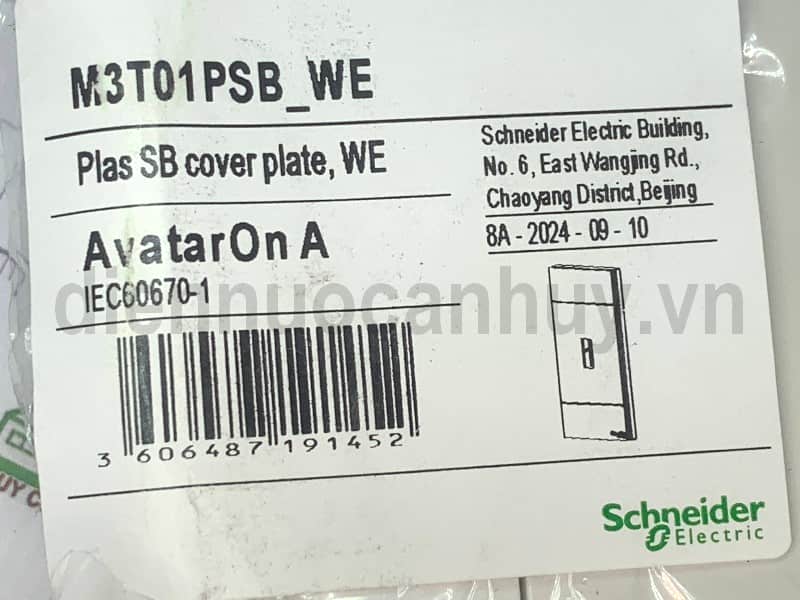 M3T01PSB_WE
Plas SB cover plate, WE
AvatarOn A
IEC60670-1
Schneider Electric Building,
No. 6, East Wangjing Rd.,
Chaoyang District,Beijing
8A - 2024 - 09 - 10
diennuocanhuy.vn
3 606487 191452
Schneider
Electric